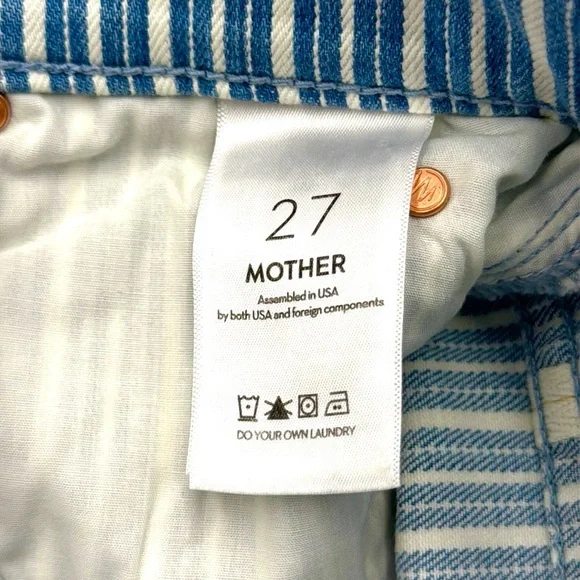 27
MOTHER
Assembled in USA
by both USA and foreign components
DO YOUR OWN LAUNDRY